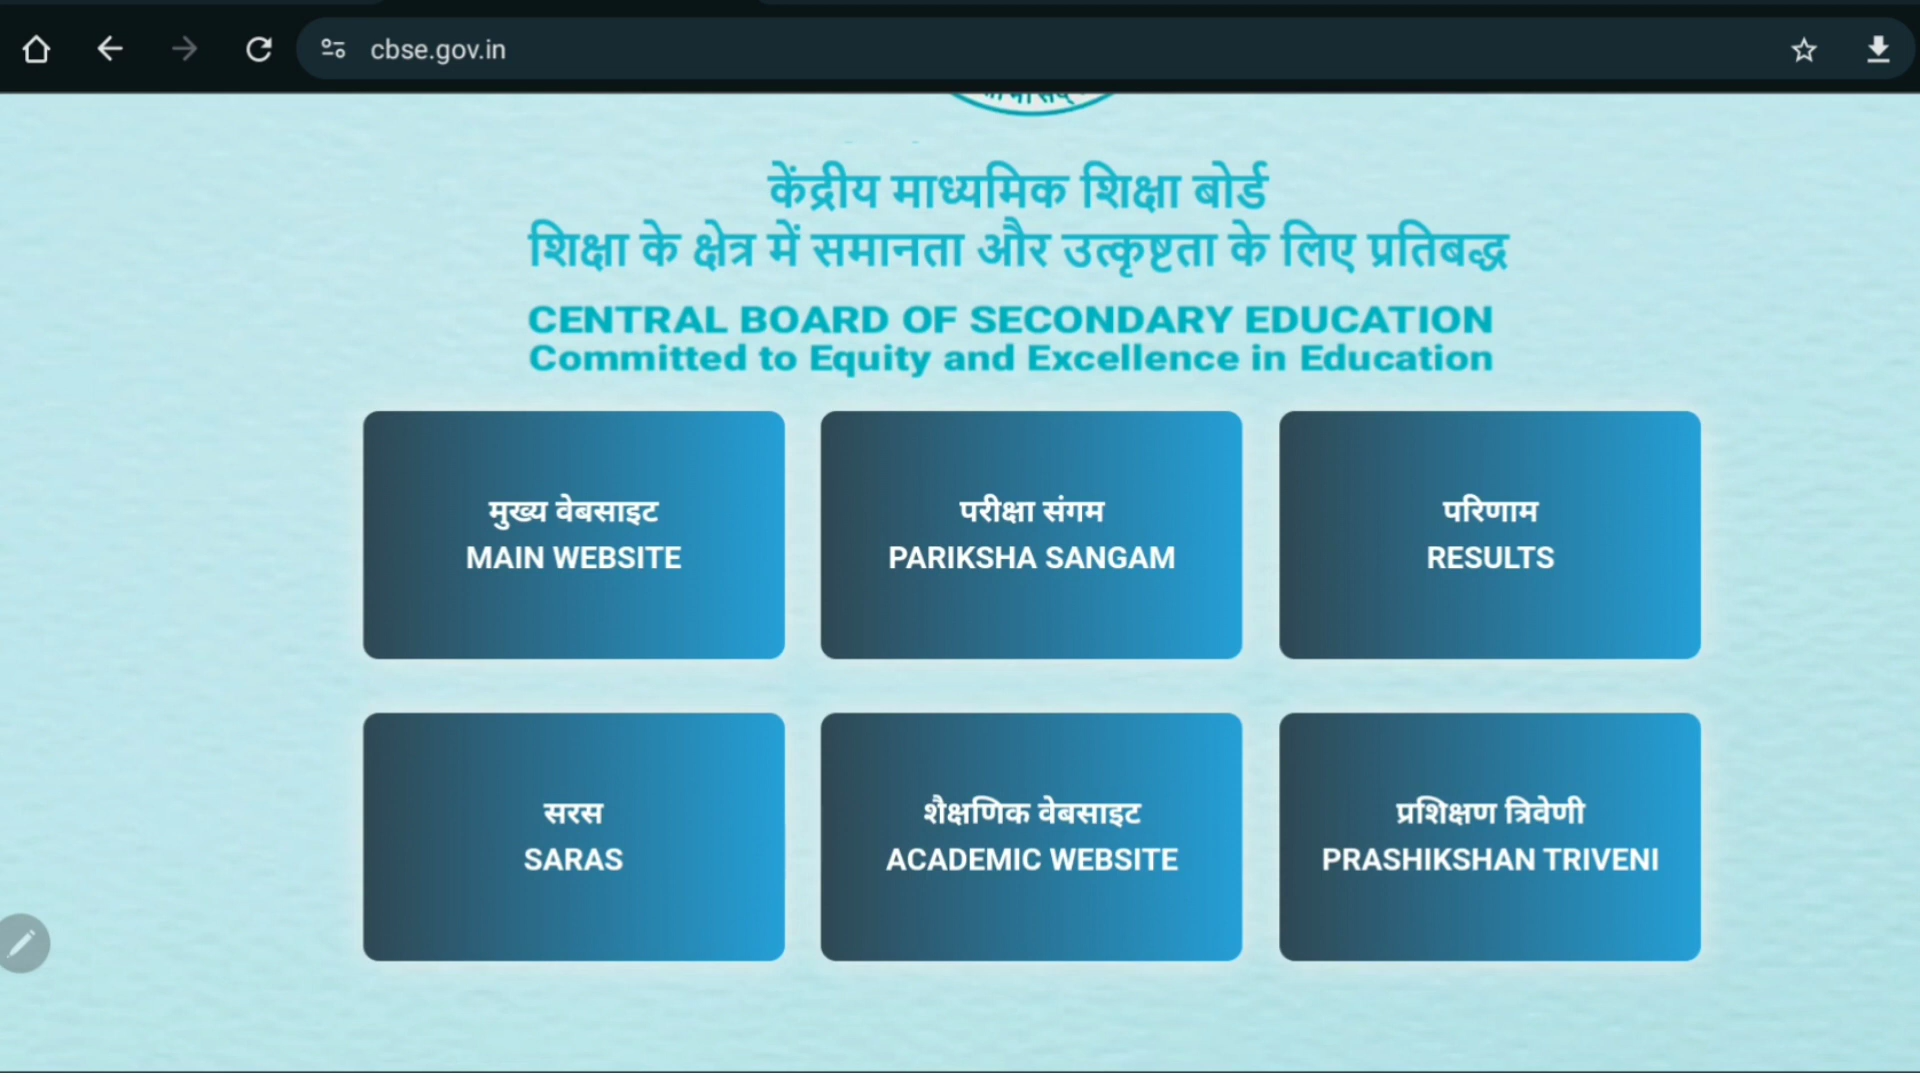 cbse.gov.in
केंद्रीय माध्यमिक शिक्षा बोर्ड
शिक्षा के क्षेत्र में समानता और उत्कृष्टता के लिए प्रतिबद्ध
CENTRAL BOARD OF SECONDARY EDUCATION
Committed to Equity and Excellence in Education
मुख्य वेबसाइट
MAIN WEBSITE
परीक्षा संगम
PARIKSHA SANGAM
परिणाम
RESULTS
सरस
SARAS
शैक्षणिक वेबसाइट
ACADEMIC WEBSITE
प्रशिक्षण त्रिवेणी
PRASHIKSHAN TRIVENI